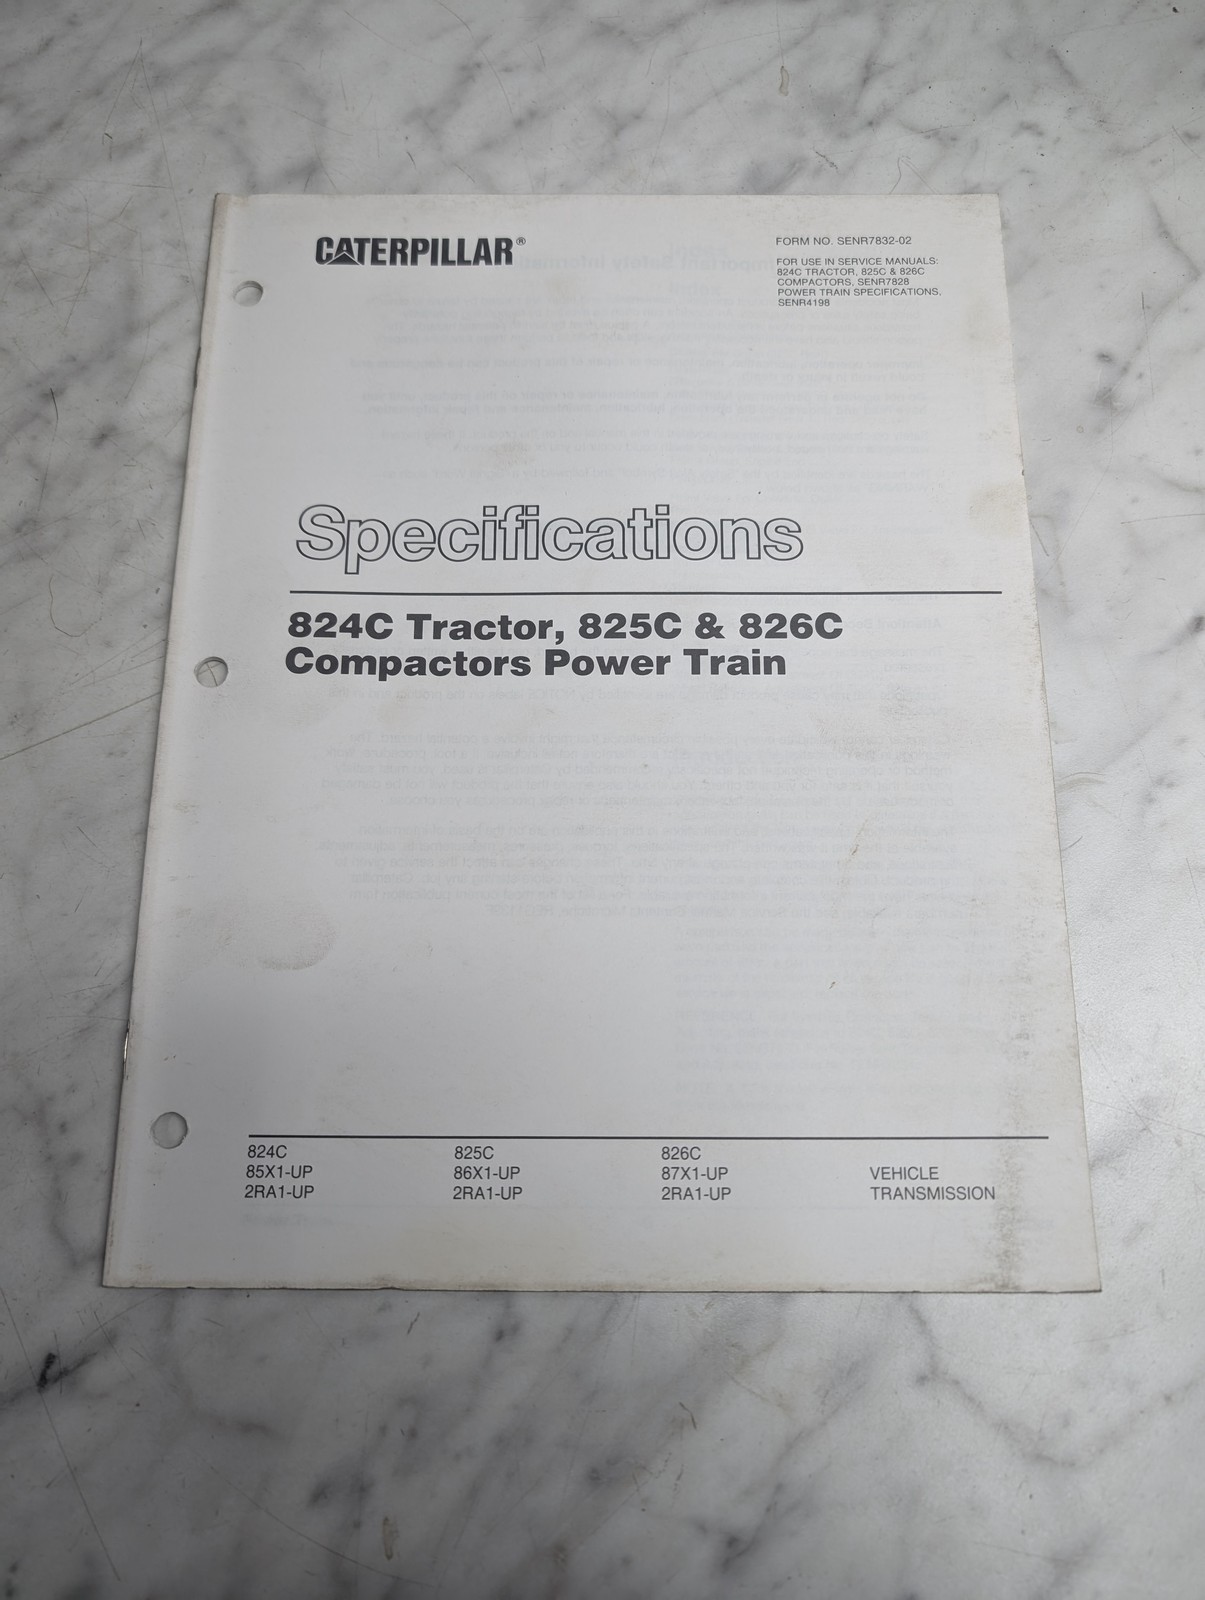 CATERPILLAR®
FORM NO. SENR7832-02
FOR USE IN SERVICE MANUALS:
824C TRACTOR, 825C & 826C
COMPACTORS, SENR7828
POWER TRAIN SPECIFICATIONS,
SENR4198
Specifications
824C Tractor, 825C & 826C
Compactors Power Train
824C 825C 826C
85X1-UP 86X1-UP 87X1-UP VEHICLE
2RA1-UP 2RA1-UP 2RA1-UP TRANSMISSION